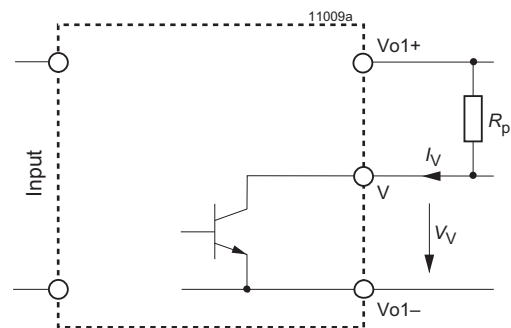 11009a
Vo1+
Rp
IV
Input
V
VV
Vo1–